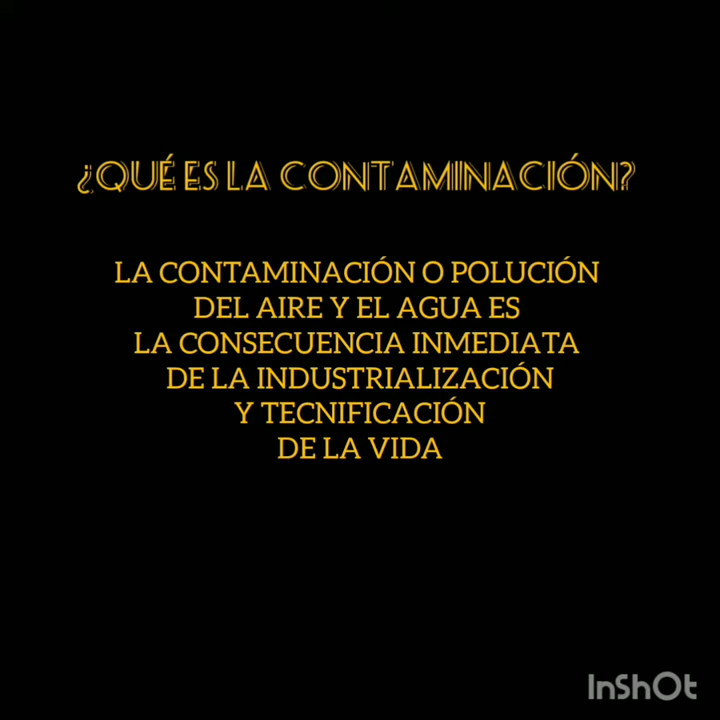 ¿QUÉ ES LA CONTAMINACIÓN?
LA CONTAMINACIÓN O POLUCIÓN
DEL AIRE Y EL AGUA ES
LA CONSECUENCIA INMEDIATA
DE LA INDUSTRIALIZACIÓN
Y TECNIFICACIÓN
DE LA VIDA
InShOt